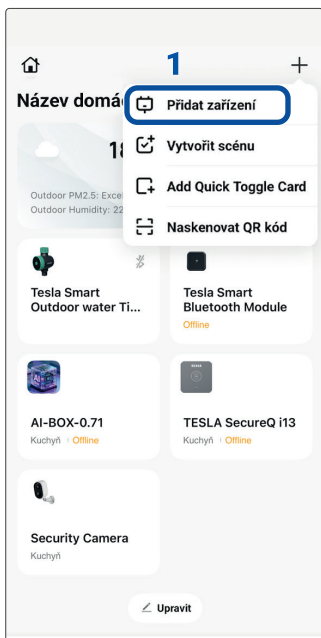 1
Název domá
Přidat zařízení
Vytvořit scénu
Add Quick Toggle Card
Naskenovat QR kód
18
Outdoor PM2.5: Exce
Outdoor Humidity: 22
Tesla Smart
Outdoor water Ti...
Tesla Smart
Bluetooth Module
Offline
AI-BOX-0.71
Kuchyň Offline
TESLA SecureQ i13
Kuchyň Offline
Security Camera
Kuchyň
Upravit